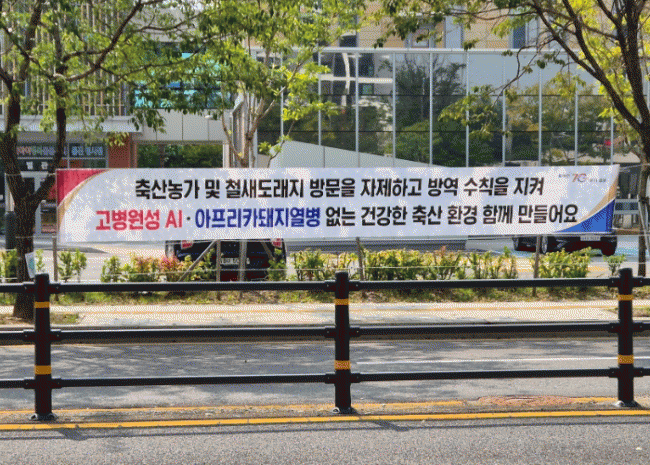 축산농가 및 철새도래지 방문을 자제하고 방역 수칙을 지켜
고병원성 AI · 아프리카돼지열병 없는 건강한 축산 환경 함께 만들어요